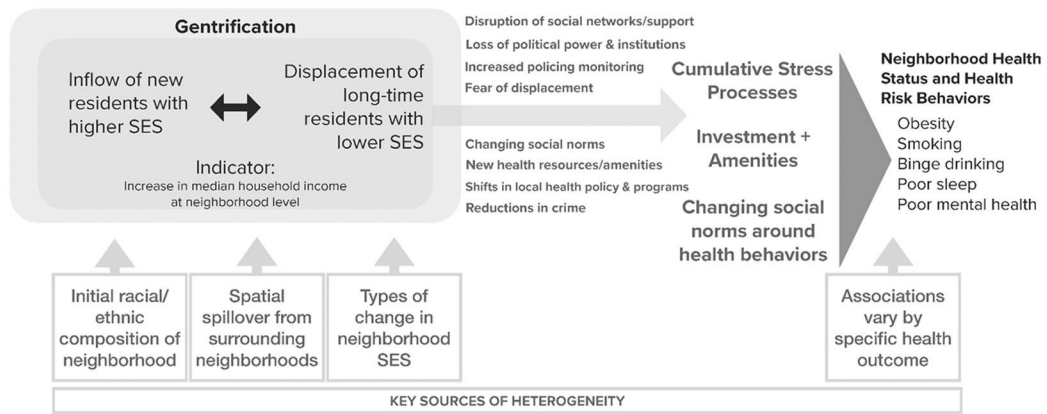 Gentrification
Inflow of new
residents with
higher SES
Displacement of
long-time
residents with
lower SES
Indicator:
Increase in median household income
at neighborhood level
Disruption of social networks/support
Loss of political power & institutions
Increased policing monitoring
Fear of displacement
Changing social norms
New health resources/amenities
Shifts in local health policy & programs
Reductions in crime
Cumulative Stress
Processes
Investment +
Amenities
Changing social
norms around
health behaviors
Neighborhood Health
Status and Health
Risk Behaviors
Obesity
Smoking
Binge drinking
Poor sleep
Poor mental health
Initial racial/
ethnic
composition of
neighborhood
Spatial
spillover from
surrounding
neighborhoods
Types of
change in
neighborhood
SES
Associations
vary by
specific health
outcome
KEY SOURCES OF HETEROGENEITY